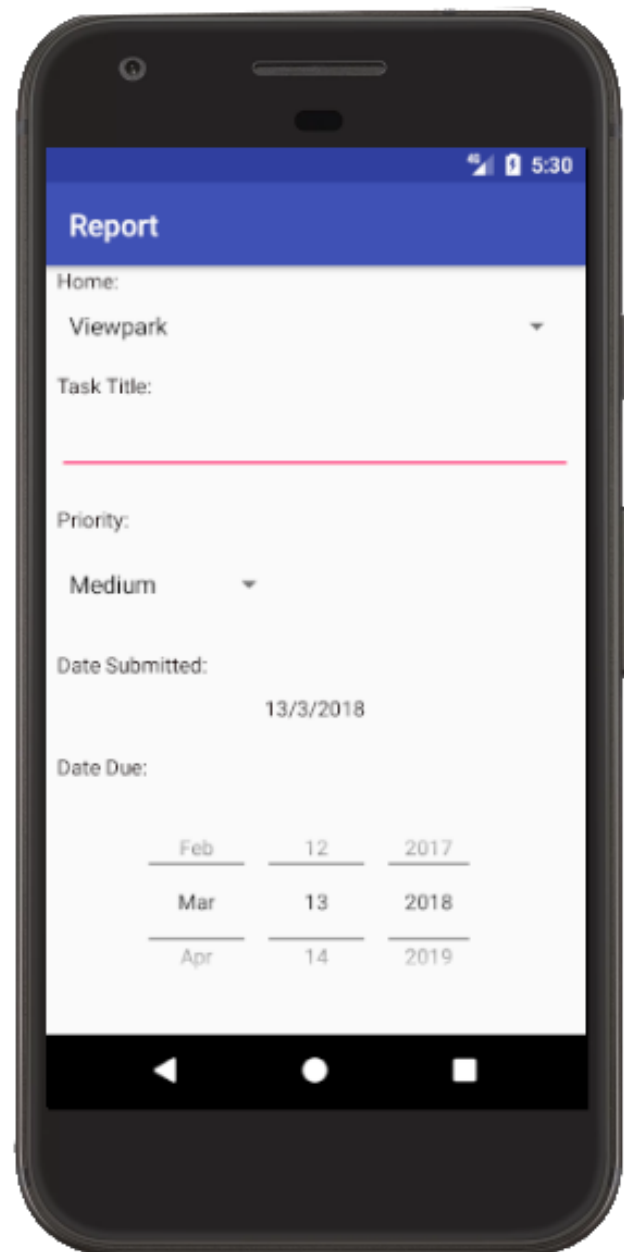 4G 5:30
Report
Home:
Viewpark
Task Title:
Priority:
Medium
Date Submitted:
13/3/2018
Date Due:
Feb 12 2017
Mar 13 2018
Apr 14 2019